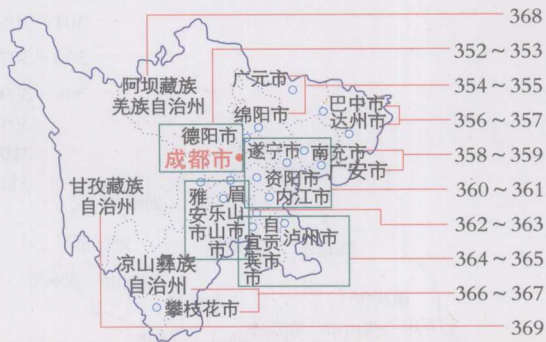 368
352～353
广元市
阿坝藏族
羌族自治州
354～355
绵阳市
巴中市
达州市
356～357
德阳市
成都市
遂宁市
南充市
广安市
358～359
资阳市
内江市
360～361
甘孜藏族
自治州
雅安市
乐山市
眉山市
362～363
自贡市
宜宾市
泸州市
364～365
凉山彝族
自治州
366～367
攀枝花市
369